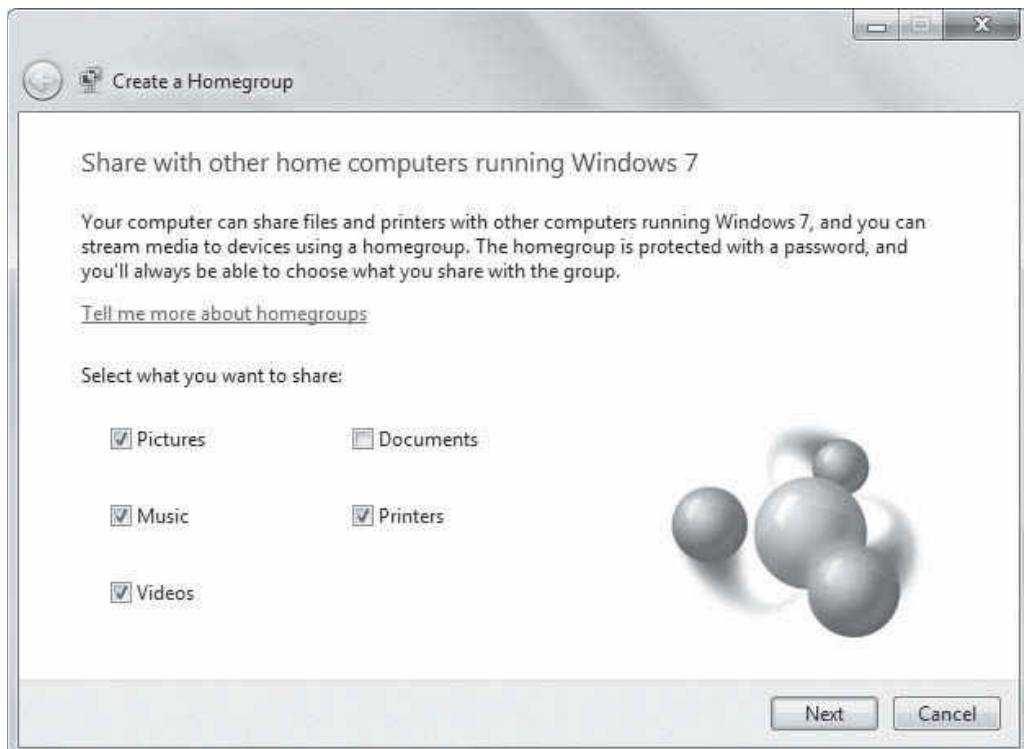 Create a Homegroup
Share with other home computers running Windows 7
Your computer can share files and printers with other computers running Windows 7, and you can
stream media to devices using a homegroup. The homegroup is protected with a password, and
you'll always be able to choose what you share with the group.
Tell me more about homegroups
Select what you want to share:
Pictures Documents
Music Printers
Videos
Next Cancel